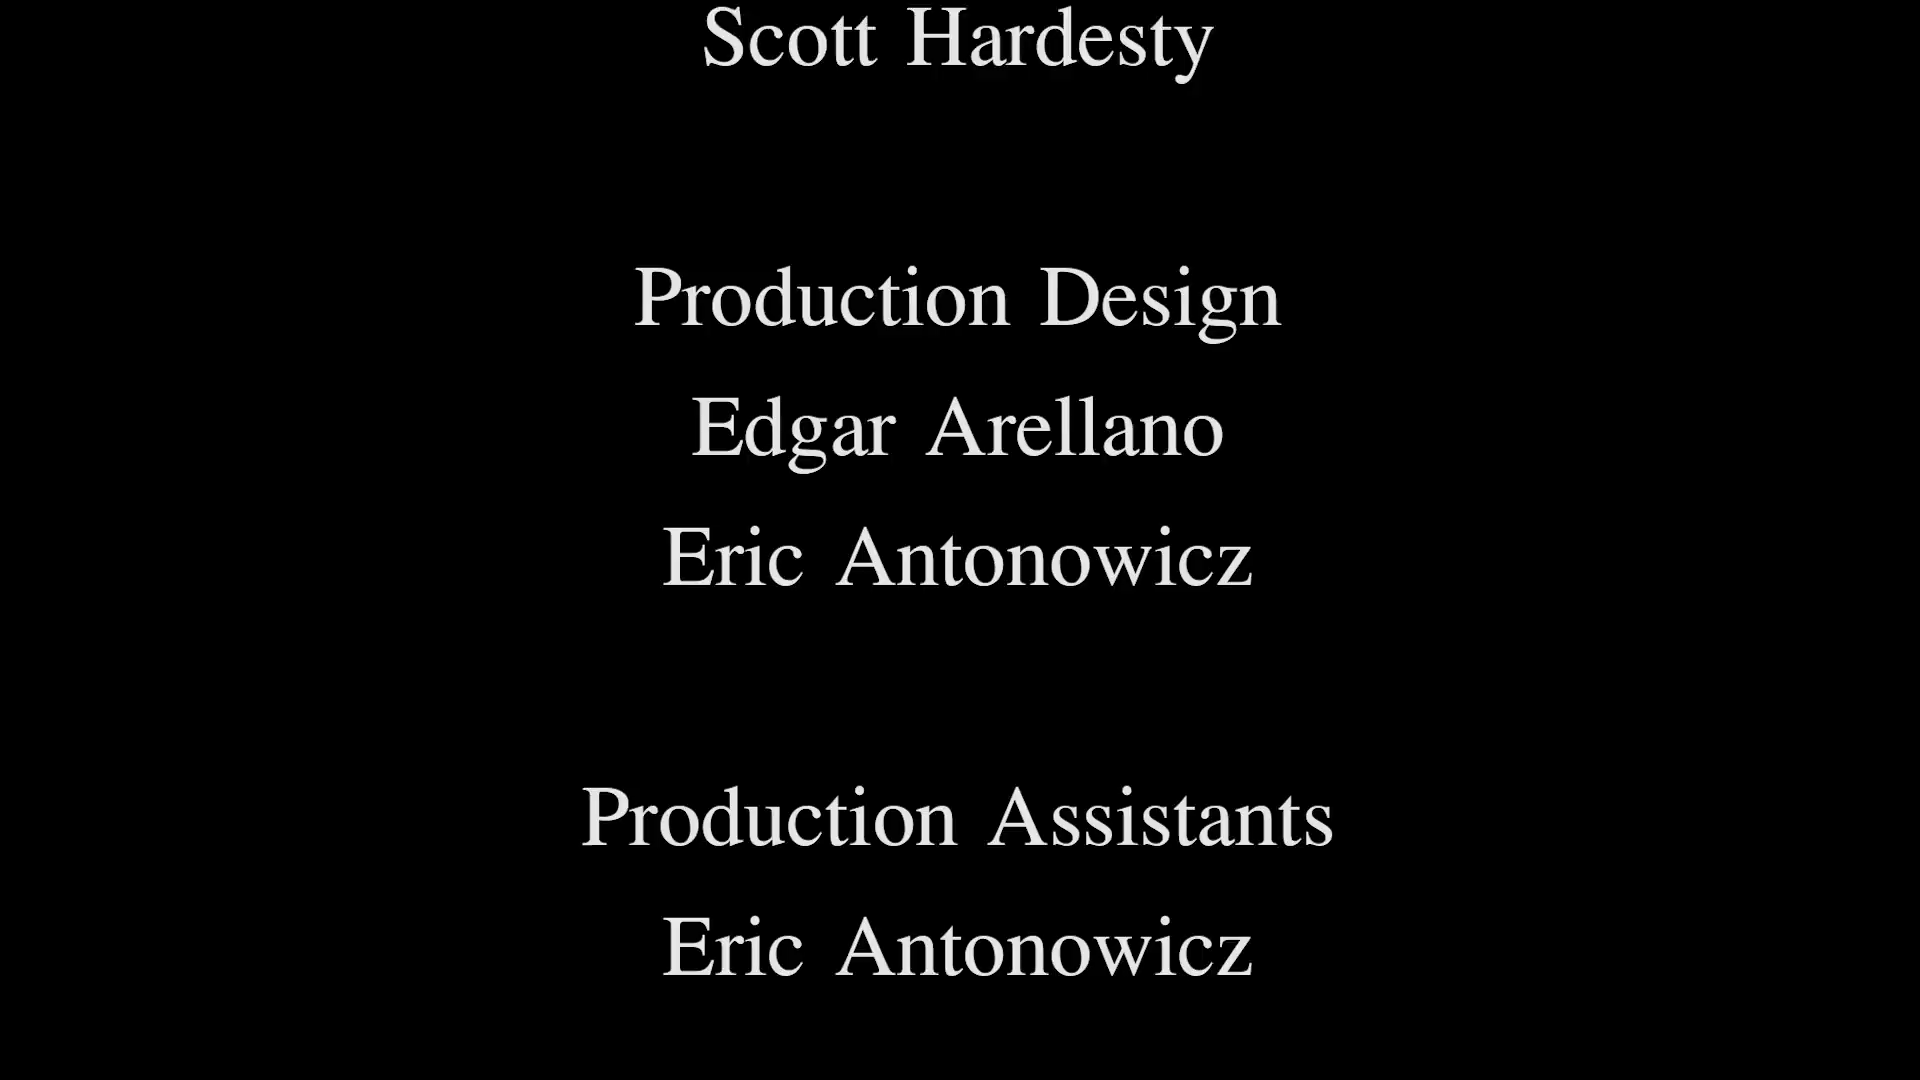 Scott Hardesty
Production Design
Edgar Arellano
Eric Antonowicz
Production Assistants
Eric Antonowicz